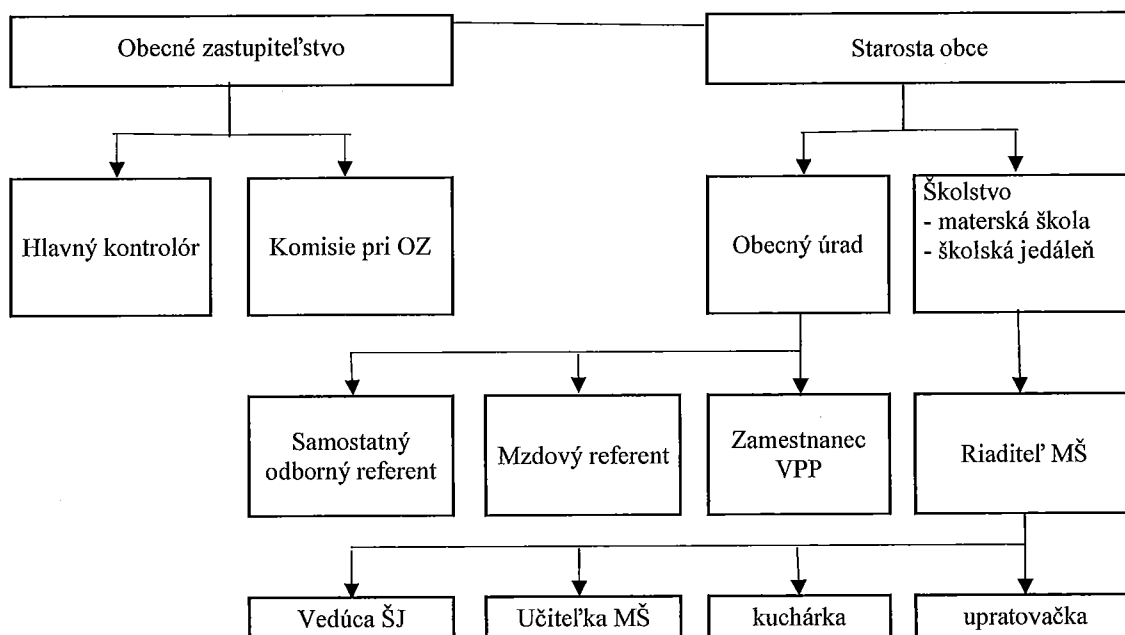 Obecné zastupiteľstvo
Starosta obce
Hlavný kontrolór
Komisie pri OZ
Obecný úrad
Školstvo
- materská škola
- školská jedáleň
Samostatný
odborný referent
Mzdový referent
Zamestnanec
VPP
Riaditeľ MŠ
Vedúca ŠJ
Učiteľka MŠ
kuchárka
upratovačka